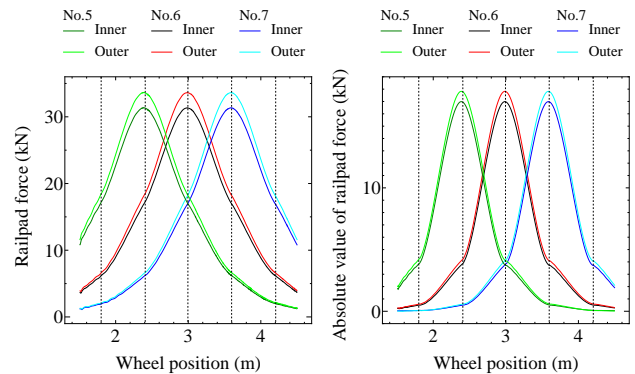 No.5 No.6 No.7
Inner Inner Inner
Outer Outer Outer
Railpad force (kN)
30
20
10
0
2 3 4
Wheel position (m)
No.5 No.6 No.7
Inner Inner Inner
Outer Outer Outer
Absolute value of railpad force (kN)
10
0
2 3 4
Wheel position (m)